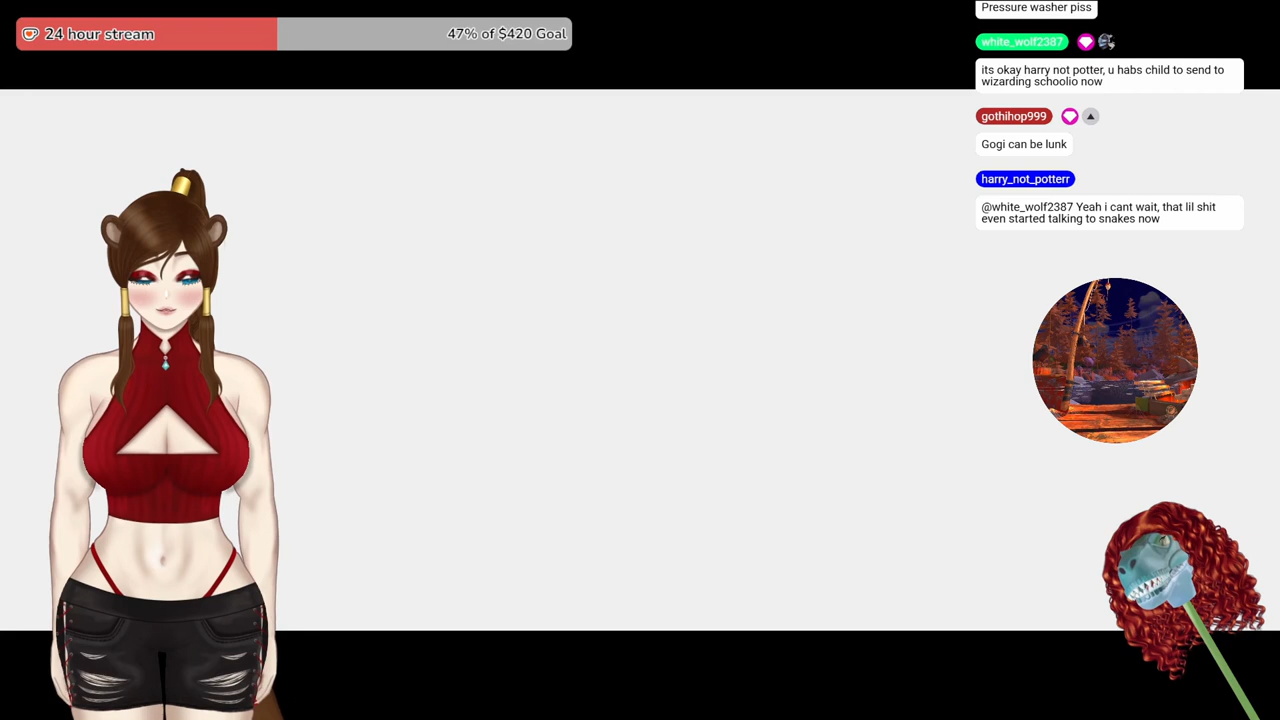 24 hour stream
47% of $420 Goal
Pressure washer piss
white_wolf2387
its okay harry not potter, u habs child to send to
wizarding schoolio now
gothihop999
Gogi can be lunk
harry_not_potterr
@white_wolf2387 Yeah i cant wait, that lil shit
even started talking to snakes now